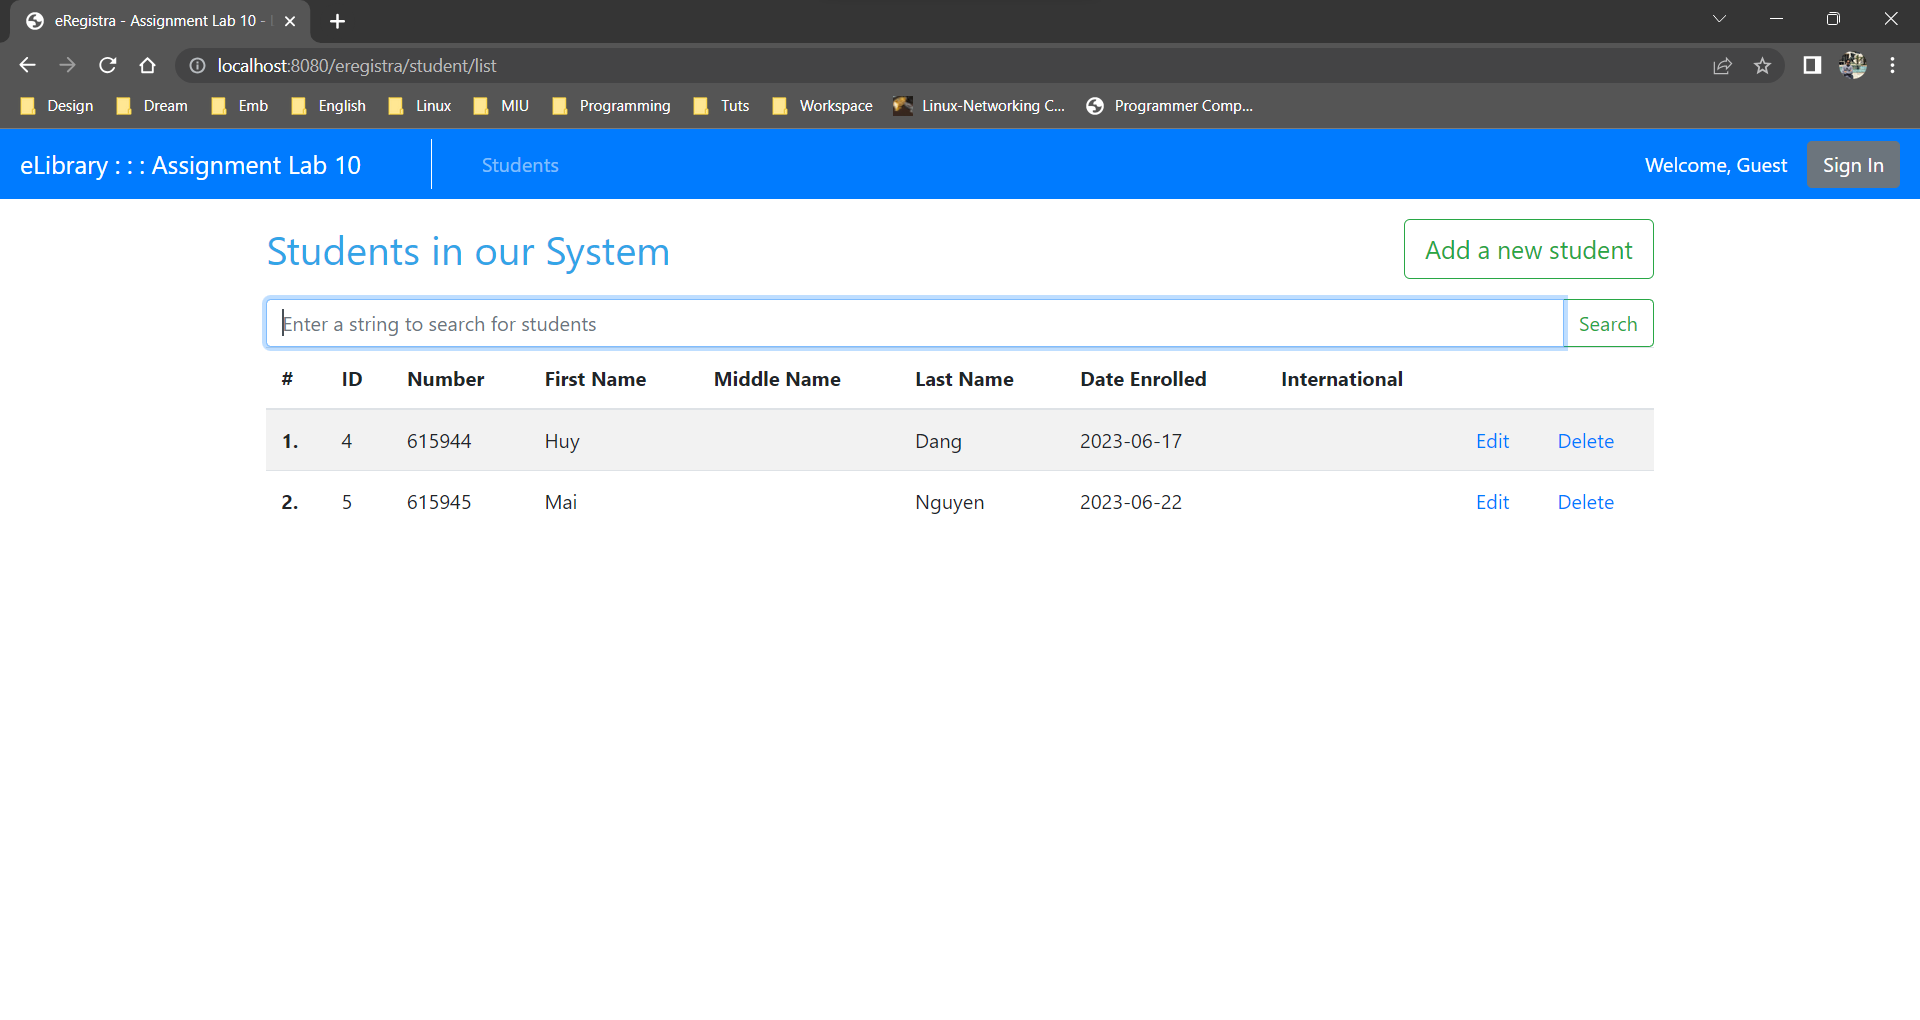 eRegistra - Assignment Lab 10 -
localhost:8080/eregistra/student/list
Design Dream Emb English Linux MIU Programming Tuts Workspace Linux-Networking C... Programmer Comp...
eLibrary : : : Assignment Lab 10 Students Welcome, Guest Sign In
Students in our System Add a new student
Enter a string to search for students Search
# ID Number First Name Middle Name Last Name Date Enrolled International
1. 4 615944 Huy Dang 2023-06-17 Edit Delete
2. 5 615945 Mai Nguyen 2023-06-22 Edit Delete